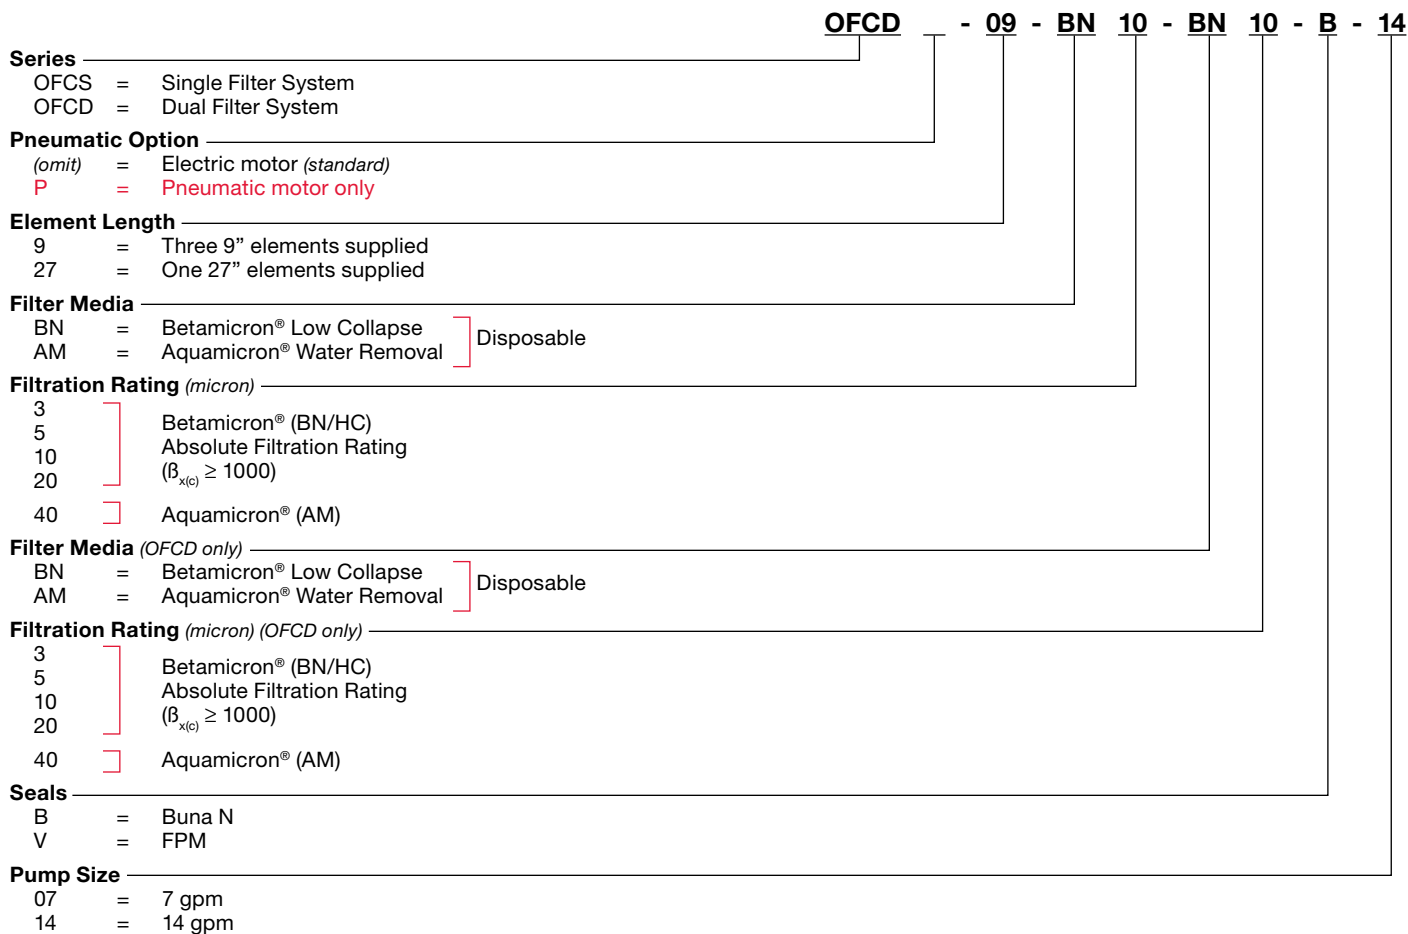 OFCD _ - 09 - BN 10 - BN 10 - B - 14
Series
OFCS = Single Filter System
OFCD = Dual Filter System
Pneumatic Option
(omit) = Electric motor (standard)
P = Pneumatic motor only
Element Length
9 = Three 9” elements supplied
27 = One 27” elements supplied
Filter Media
BN = Betamicron® Low Collapse
Disposable
AM = Aquamicron® Water Removal
Filtration Rating (micron)
3
Betamicron® (BN/HC)
5
Absolute Filtration Rating
10
(ß x(c) ≥ 1000)
20
40 Aquamicron® (AM)
Filter Media (OFCD only)
BN = Betamicron® Low Collapse
Disposable
AM = Aquamicron® Water Removal
Filtration Rating (micron) (OFCD only)
3
Betamicron® (BN/HC)
5
Absolute Filtration Rating
10
(ß x(c) ≥ 1000)
20
40 Aquamicron® (AM)
Seals
B = Buna N
V = FPM
Pump Size
07 = 7 gpm
14 = 14 gpm